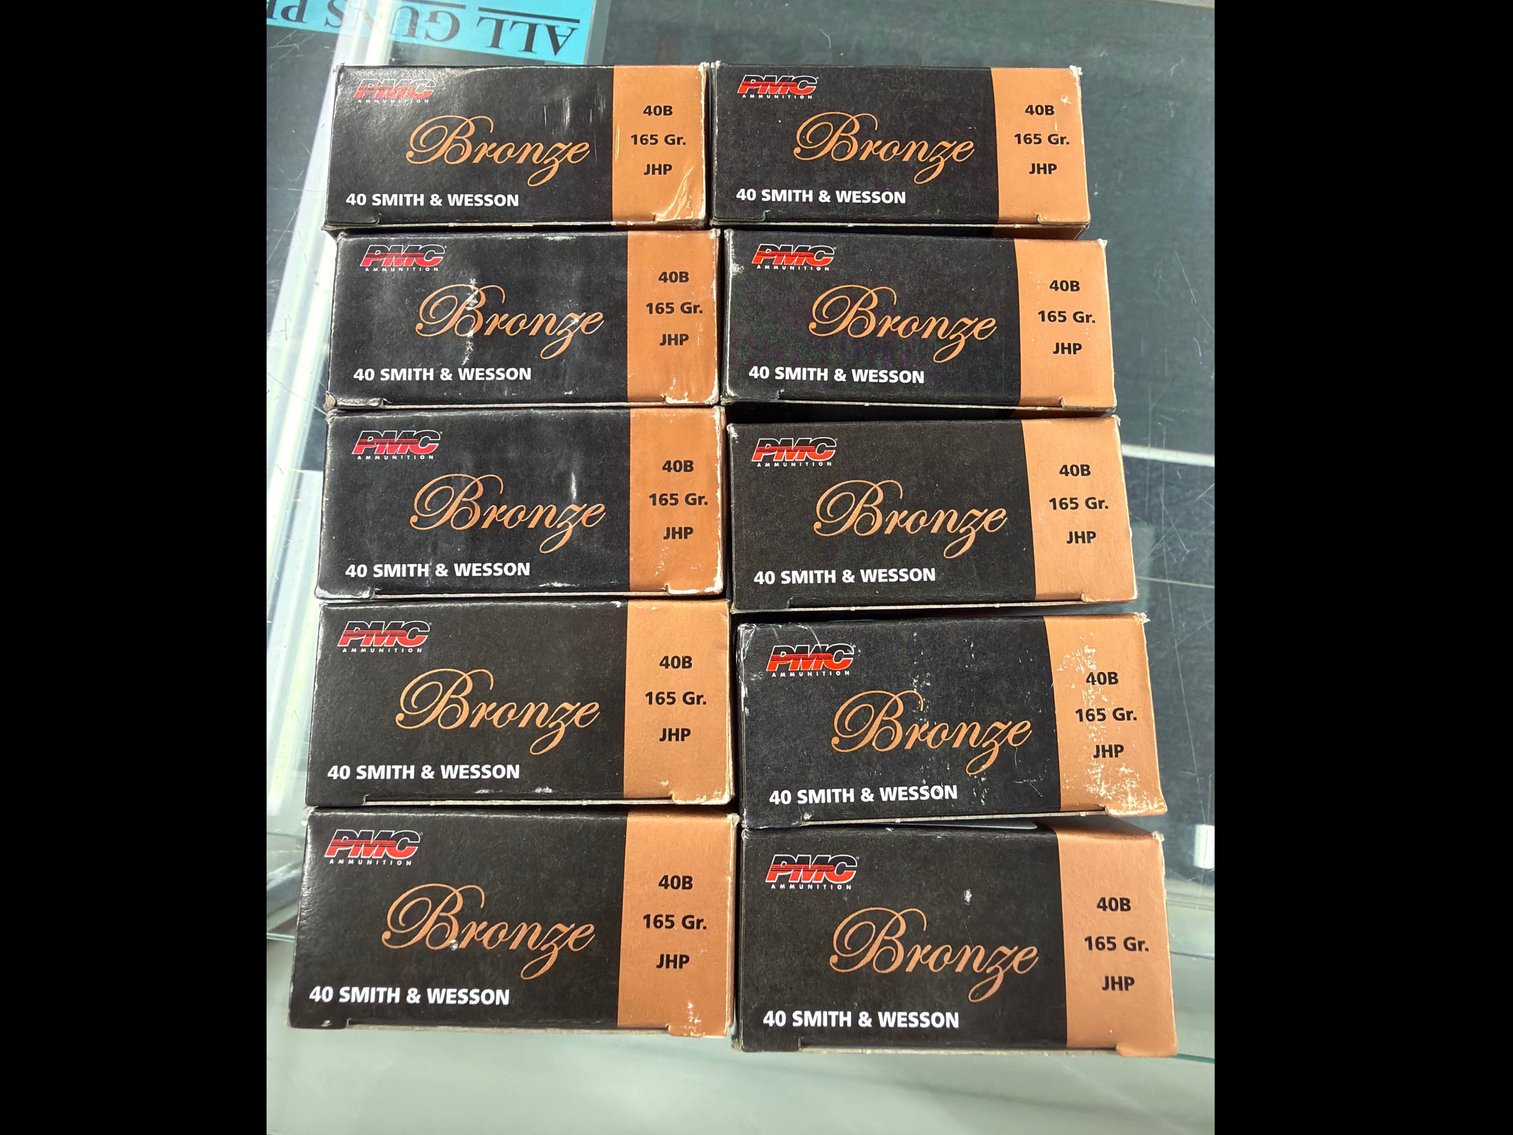 ALL GUNS
PMC
AMMUNITION
Bronze
40 SMITH & WESSON
40B
165 Gr.
JHP
PMC
AMMUNITION
Bronze
40 SMITH & WESSON
40B
165 Gr.
JHP
PMC
AMMUNITION
Bronze
40 SMITH & WESSON
40B
165 Gr.
JHP
PMC
AMMUNITION
Bronze
40 SMITH & WESSON
40B
165 Gr.
JHP
PMC
AMMUNITION
Bronze
40 SMITH & WESSON
40B
165 Gr.
JHP
PMC
AMMUNITION
Bronze
40 SMITH & WESSON
40B
165 Gr.
JHP
PMC
AMMUNITION
Bronze
40 SMITH & WESSON
40B
165 Gr.
JHP
PMC
AMMUNITION
Bronze
40 SMITH & WESSON
40B
165 Gr.
JHP
PMC
AMMUNITION
Bronze
40 SMITH & WESSON
40B
165 Gr.
JHP
PMC
AMMUNITION
Bronze
40 SMITH & WESSON
40B
165 Gr.
JHP